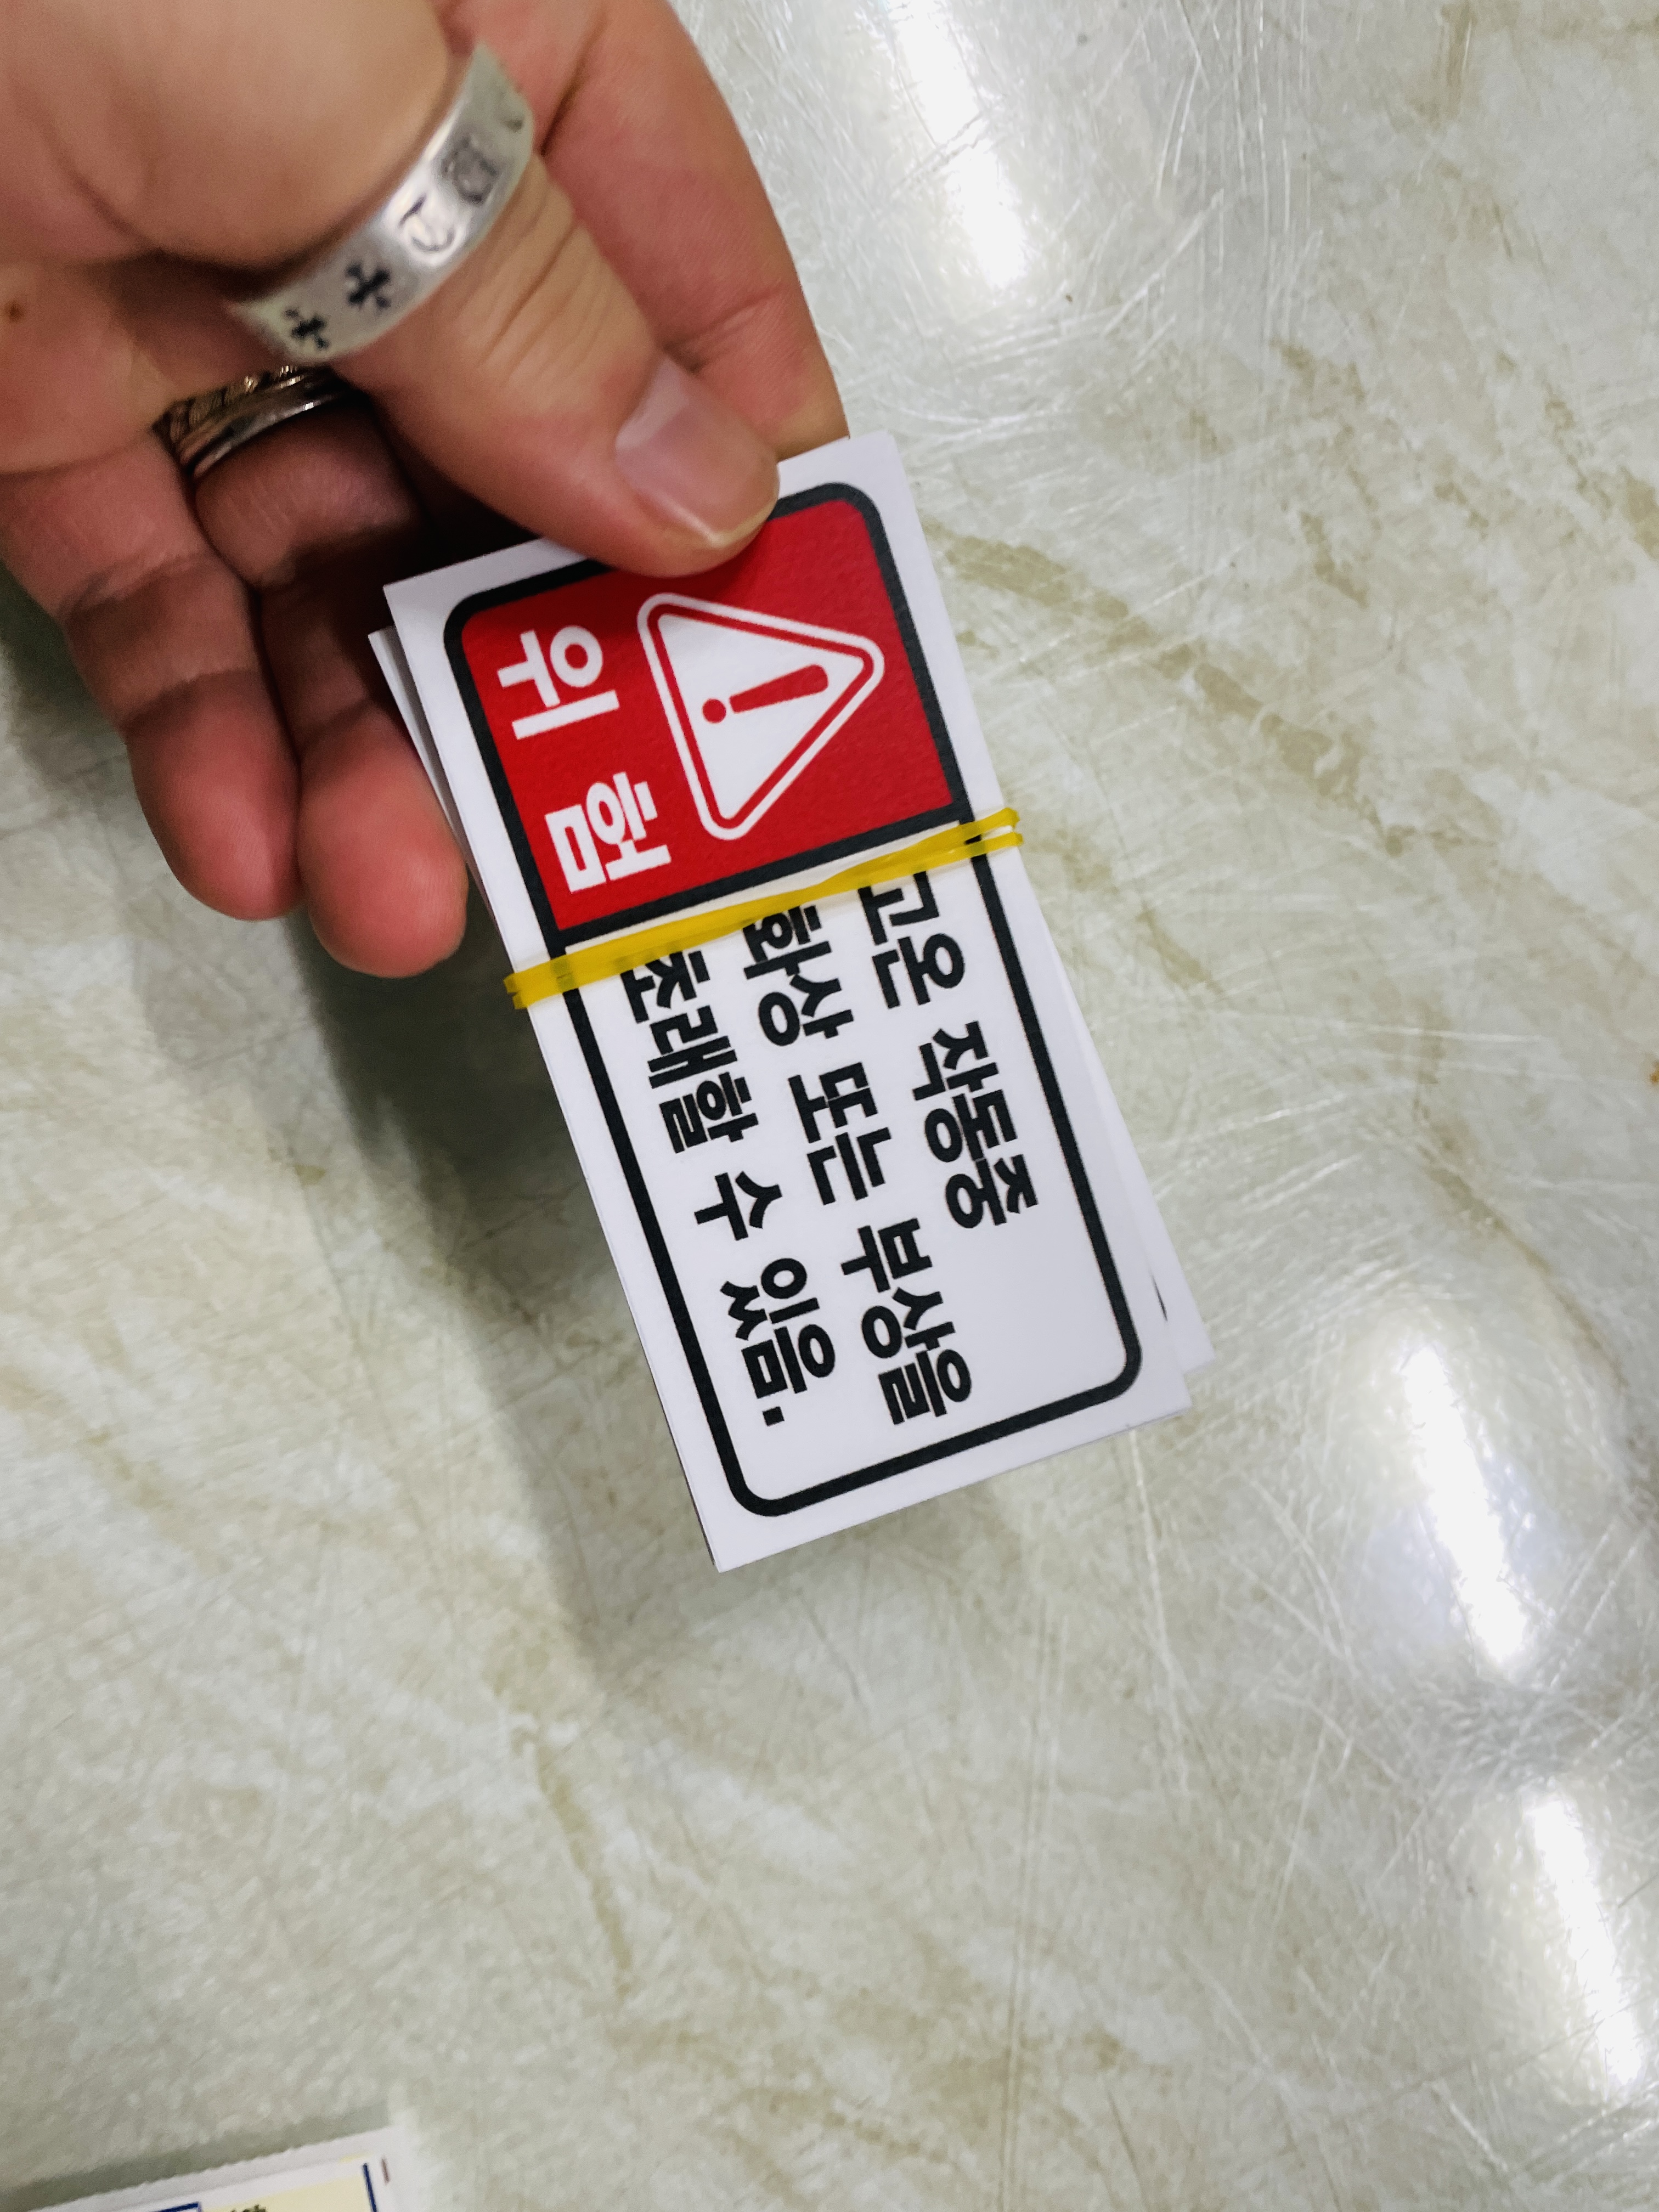 위험
고온 작동중
화상 또는 부상을
초래할 수 있음.